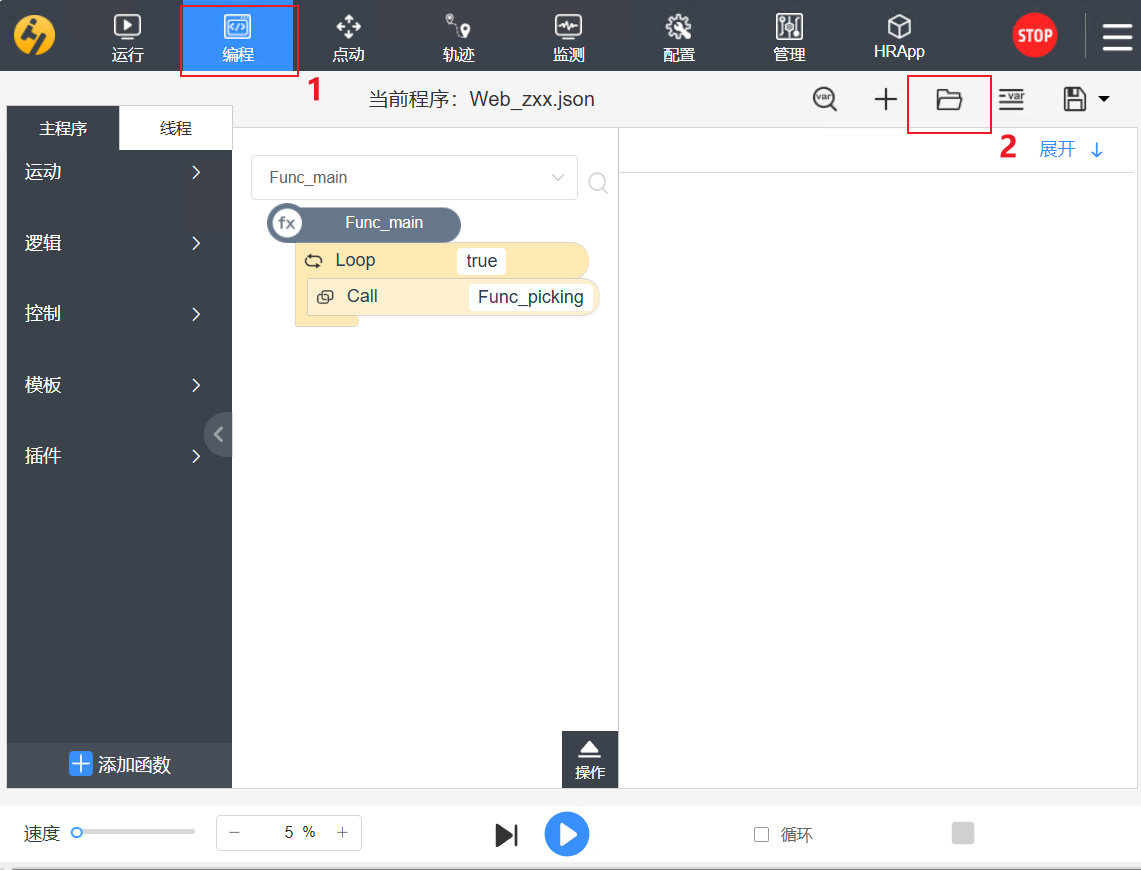 运行
编程
点动
轨迹
监测
配置
管理
HRApp
STOP
1
当前程序：Web_zxx.json
var
var
2
主程序
线程
展开
运动
逻辑
控制
模板
插件
添加函数
Func_main
fx Func_main
Loop true
Call Func_picking
操作
速度
5 %
循环